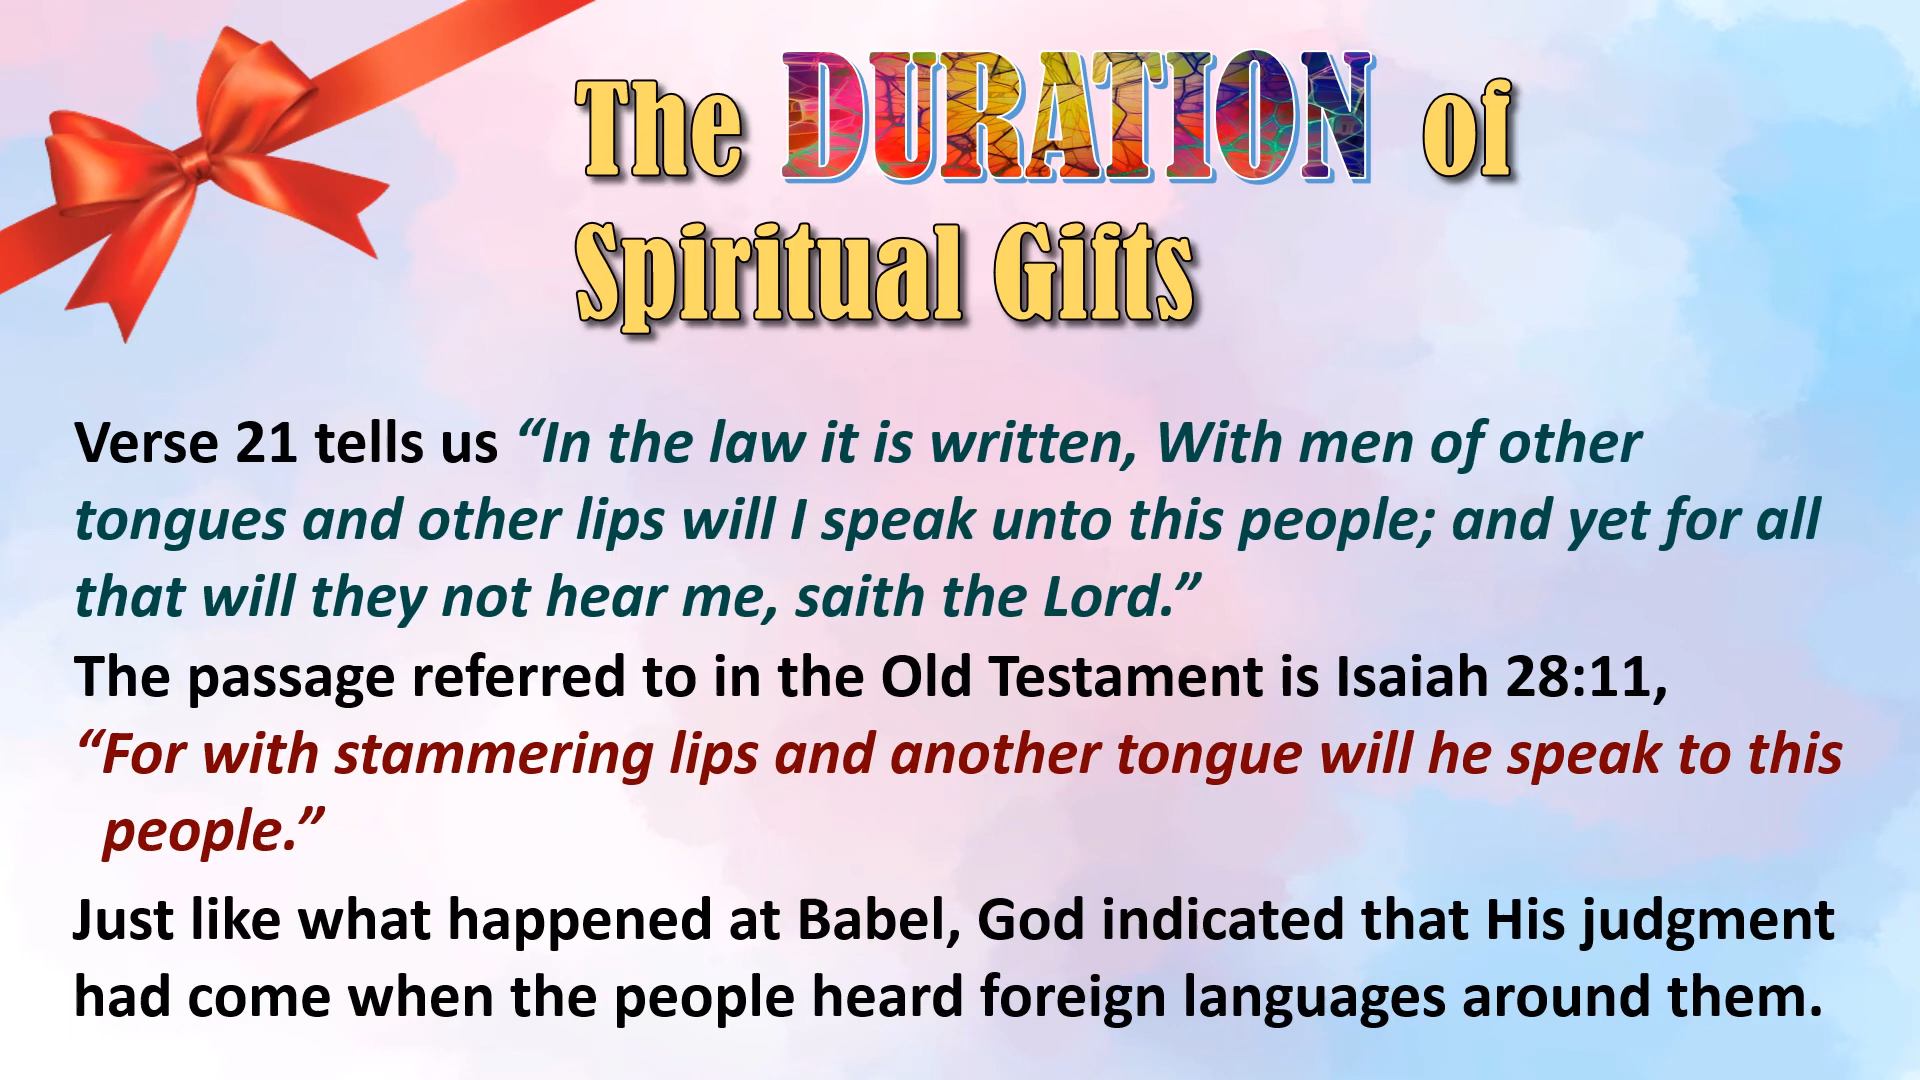 The DURATION of
Spiritual Gifts
Verse 21 tells us “In the law it is written, With men of other
tongues and other lips will I speak unto this people; and yet for all
that will they not hear me, saith the Lord.”
The passage referred to in the Old Testament is Isaiah 28:11,
“For with stammering lips and another tongue will he speak to this
people.”
Just like what happened at Babel, God indicated that His judgment
had come when the people heard foreign languages around them.